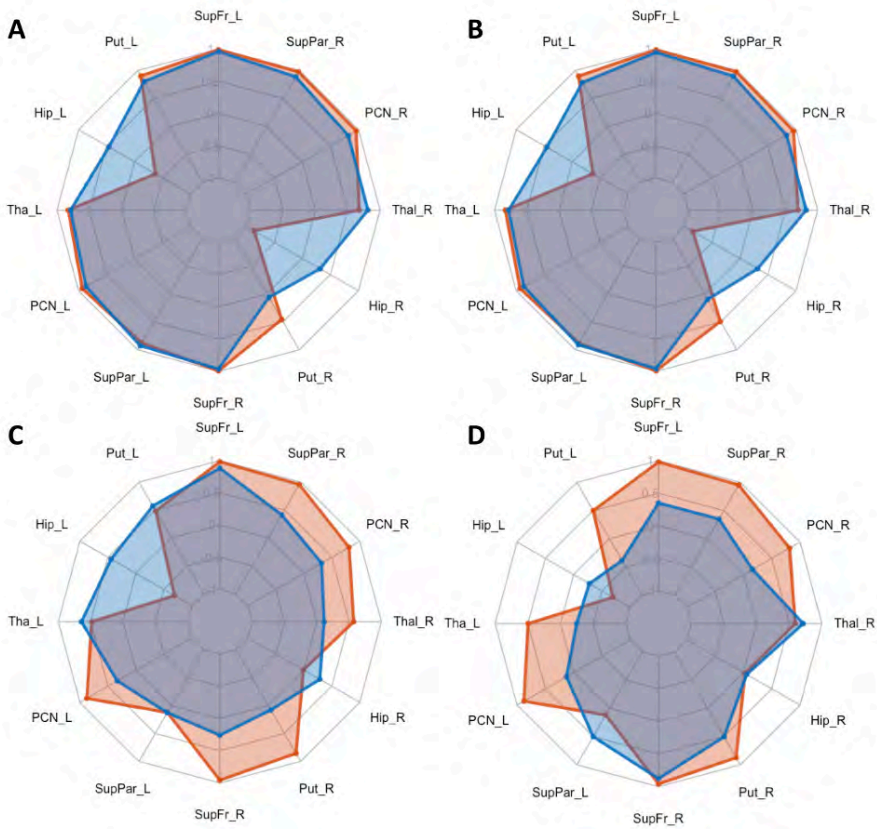 A
SupFr_L
Put_L
SupPar_R
Hip_L
PCN_R
Tha_L
Thal_R
PCN_L
Hip_R
SupPar_L
Put_R
SupFr_R
B
SupFr_L
Put_L
SupPar_R
Hip_L
PCN_R
Tha_L
Thal_R
PCN_L
Hip_R
SupPar_L
Put_R
SupFr_R
C
SupFr_L
Put_L
SupPar_R
1
Hip_L
PCN_R
Tha_L
Thal_R
PCN_L
Hip_R
SupPar_L
Put_R
SupFr_R
D
SupFr_L
Put_L
SupPar_R
1
Hip_L
PCN_R
Tha_L
Thal_R
PCN_L
Hip_R
SupPar_L
Put_R
SupFr_R